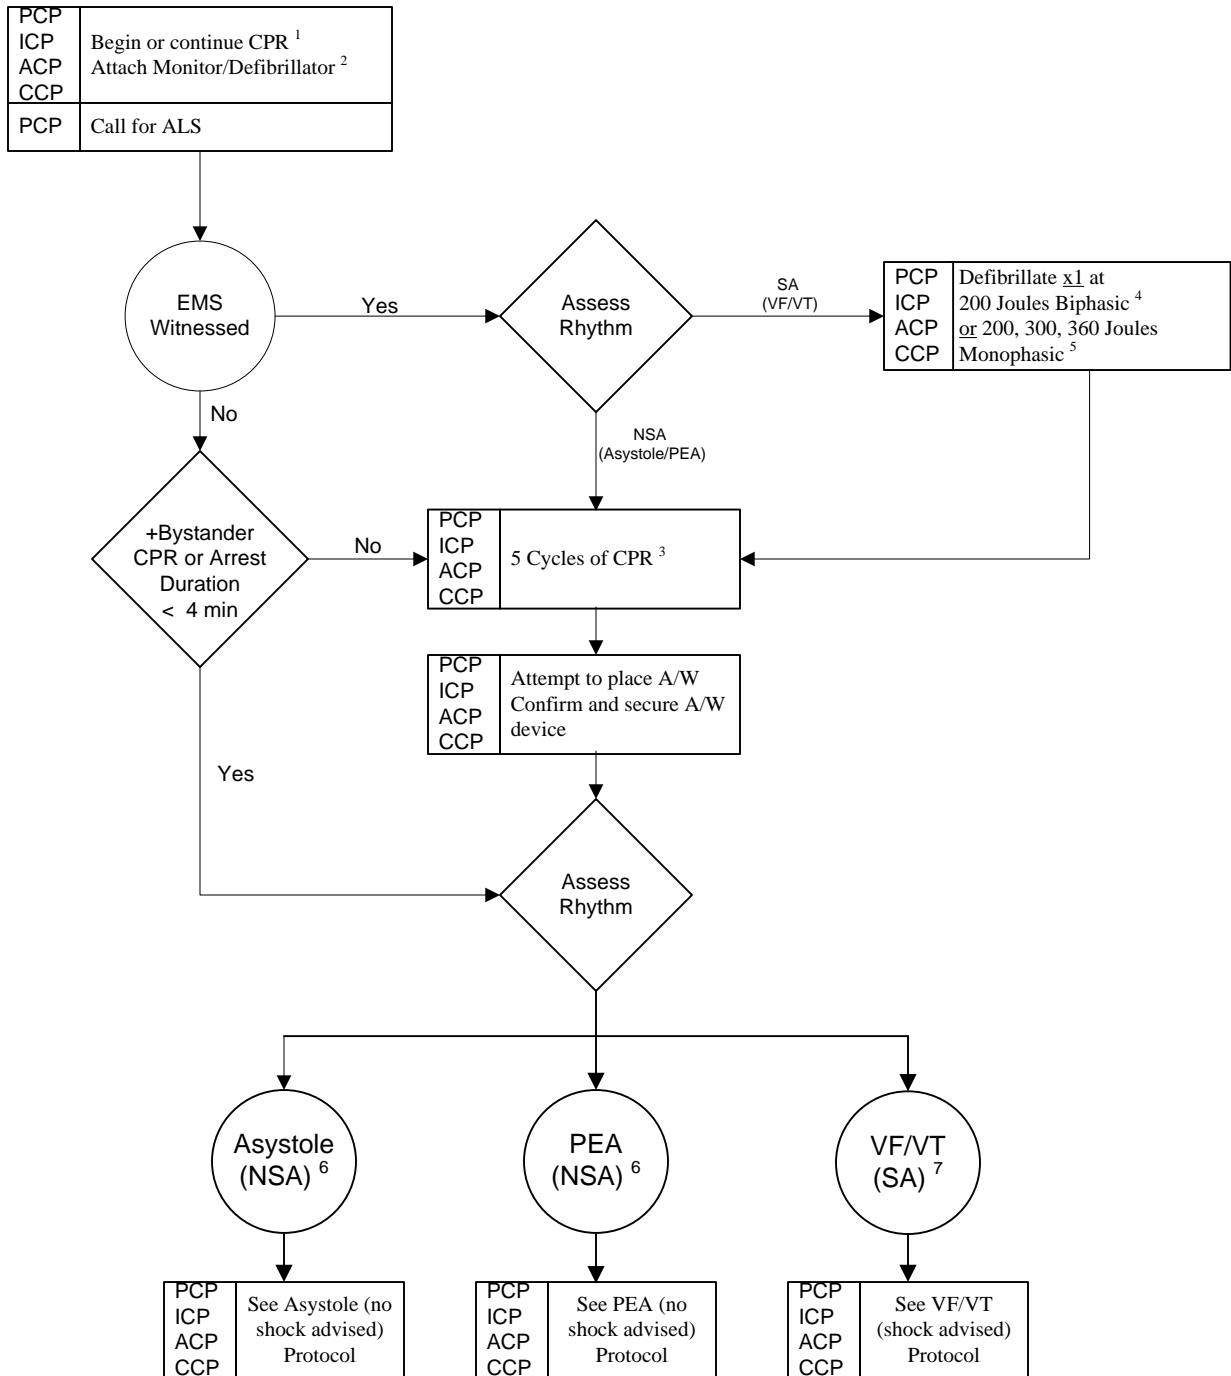 PCP
ICP
ACP
CCP
Begin or continue CPR 1
Attach Monitor/Defibrillator 2
PCP
Call for ALS
EMS
Witnessed
Yes
Assess
Rhythm
SA
(VF/VT)
PCP
ICP
ACP
CCP
Defibrillate x1 at
200 Joules Biphasic 4
or 200, 300, 360 Joules
Monophasic 5
No
NSA
(Asystole/PEA)
+Bystander
CPR or Arrest
Duration
< 4 min
No
PCP
ICP
ACP
CCP
5 Cycles of CPR 3
PCP
ICP
ACP
CCP
Attempt to place A/W
Confirm and secure A/W
device
Yes
Assess
Rhythm
Asystole
(NSA) 6
PEA
(NSA) 6
VF/VT
(SA) 7
PCP
ICP
ACP
CCP
See Asystole (no
shock advised)
Protocol
PCP
ICP
ACP
CCP
See PEA (no
shock advised)
Protocol
PCP
ICP
ACP
CCP
See VF/VT
(shock advised)
Protocol